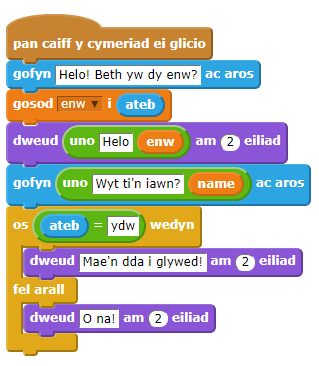 pan caiff y cymeriad ei glicio
gofyn Helo! Beth yw dy enw? ac aros
gosod enw i ateb
dweud uno Helo enw am 2 eiliad
gofyn uno Wyt ti'n iawn? name ac aros
os ateb = ydw wedyn
dweud Mae'n dda i glywed! am 2 eiliad
fel arall
dweud O na! am 2 eiliad